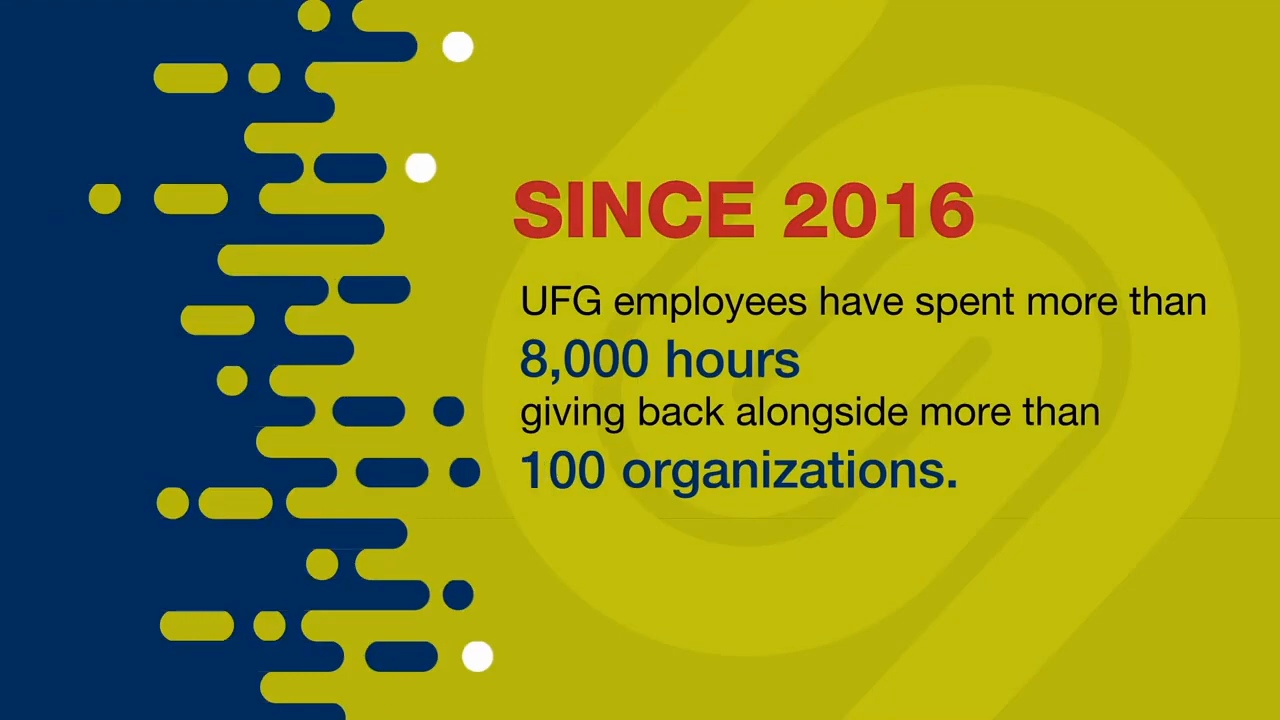 SINCE 2016
UFG employees have spent more than
8,000 hours
giving back alongside more than
100 organizations.